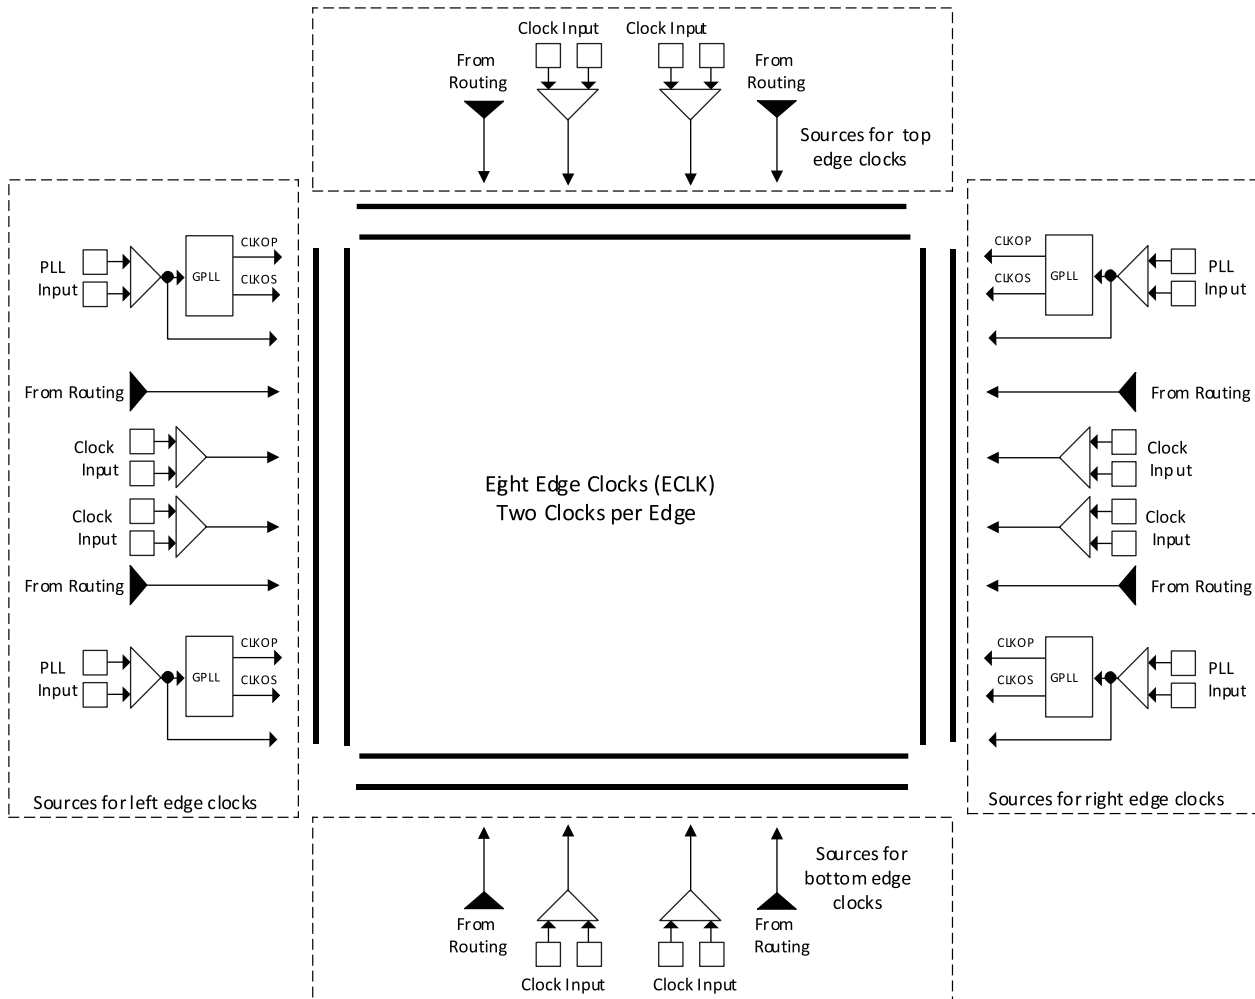 Clock Input
Clock Input
From
Routing
From
Routing
Sources for top
edge clocks
PLL
Input
GPLL
CLKOP
CLKOS
From Routing
Clock
Input
Clock
Input
From Routing
PLL
Input
GPLL
CLKOP
CLKOS
Sources for left edge clocks
Eight Edge Clocks (ECLK)
Two Clocks per Edge
CLKOP
CLKOS
GPLL
PLL
Input
From Routing
Clock
Input
Clock
Input
From Routing
CLKOP
CLKOS
GPLL
PLL
Input
Sources for right edge clocks
Sources for
bottom edge
clocks
From
Routing
From
Routing
Clock Input
Clock Input